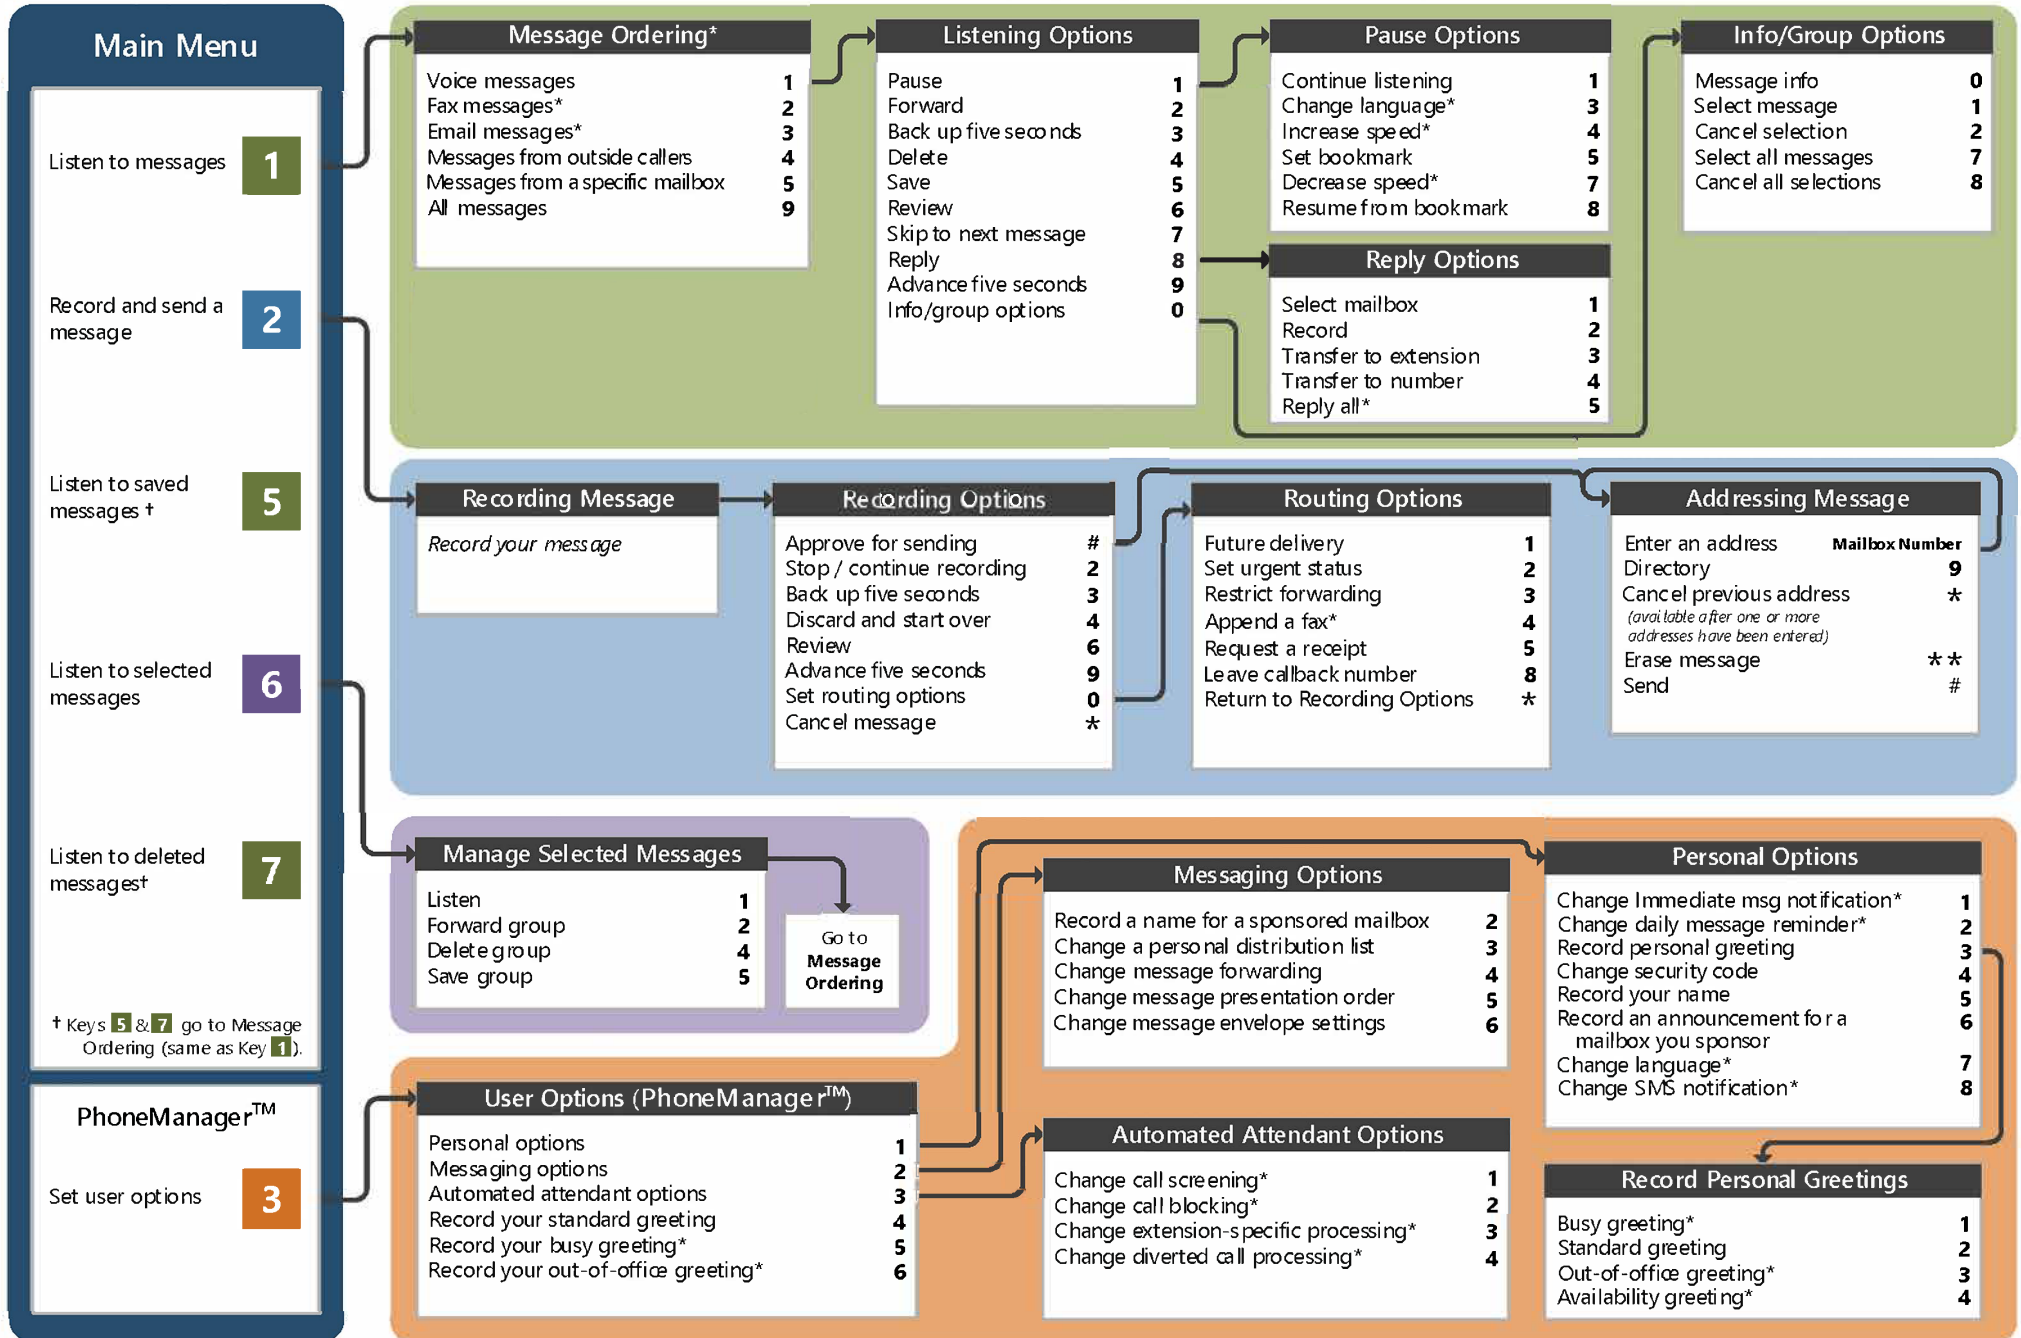 Main Menu
Listen to messages 1
Record and send a
message 2
Listen to saved
messages † 5
Listen to selected
messages 6
Listen to deleted
messages† 7
† Keys 5 & 7 go to Message
Ordering (same as Key 1).
PhoneManager™
Set user options 3
Message Ordering*
Voice messages 1
Fax messages* 2
Email messages* 3
Messages from outside callers 4
Messages from a specific mailbox 5
All messages 9
Listening Options
Pause 1
Forward 2
Back up five seconds 3
Delete 4
Save 5
Review 6
Skip to next message 7
Reply 8
Advance five seconds 9
Info/group options 0
Pause Options
Continue listening 1
Change language* 3
Increase speed* 4
Set bookmark 5
Decrease speed* 7
Resume from bookmark 8
Reply Options
Select mailbox 1
Record 2
Transfer to extension 3
Transfer to number 4
Reply all* 5
Info/Group Options
Message info 0
Select message 1
Cancel selection 2
Select all messages 7
Cancel all selections 8
Recording Message
Record your message
Recording Options
Approve for sending #
Stop / continue recording 2
Back up five seconds 3
Discard and start over 4
Review 6
Advance five seconds 9
Set routing options 0
Cancel message *
Routing Options
Future delivery 1
Set urgent status 2
Restrict forwarding 3
Append a fax* 4
Request a receipt 5
Leave callback number 8
Return to Recording Options *
Addressing Message
Enter an address Mailbox Number
Directory 9
Cancel previous address *
(available after one or more
addresses have been entered)
Erase message **
Send #
Manage Selected Messages
Listen 1
Forward group 2
Delete group 4
Save group 5
Go to
Message
Ordering
User Options (PhoneManager™)
Personal options 1
Messaging options 2
Automated attendant options 3
Record your standard greeting 4
Record your busy greeting* 5
Record your out-of-office greeting* 6
Messaging Options
Record a name for a sponsored mailbox 2
Change a personal distribution list 3
Change message forwarding 4
Change message presentation order 5
Change message envelope settings 6
Automated Attendant Options
Change call screening* 1
Change call blocking* 2
Change extension-specific processing* 3
Change diverted call processing* 4
Personal Options
Change Immediate msg notification* 1
Change daily message reminder* 2
Record personal greeting 3
Change security code 4
Record your name 5
Record an announcement for a 6
mailbox you sponsor
Change language* 7
Change SMS notification* 8
Record Personal Greetings
Busy greeting* 1
Standard greeting 2
Out-of-office greeting* 3
Availability greeting* 4